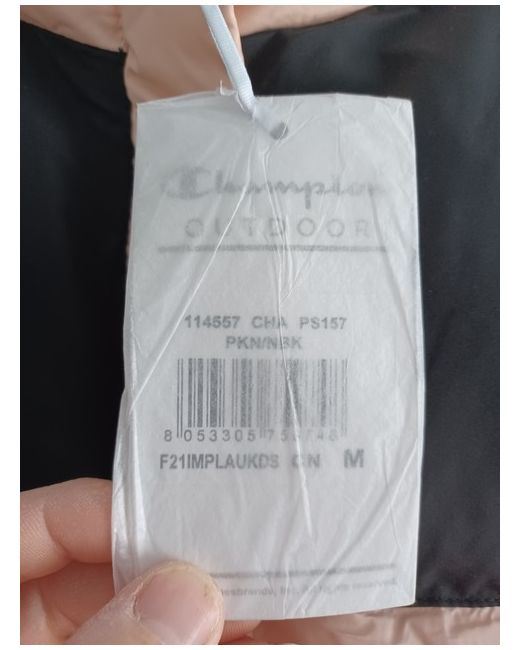 Champion
OUTDOOR
114557 CHA PS157
PKN/NBK
F21IMPLAUKDS CN M